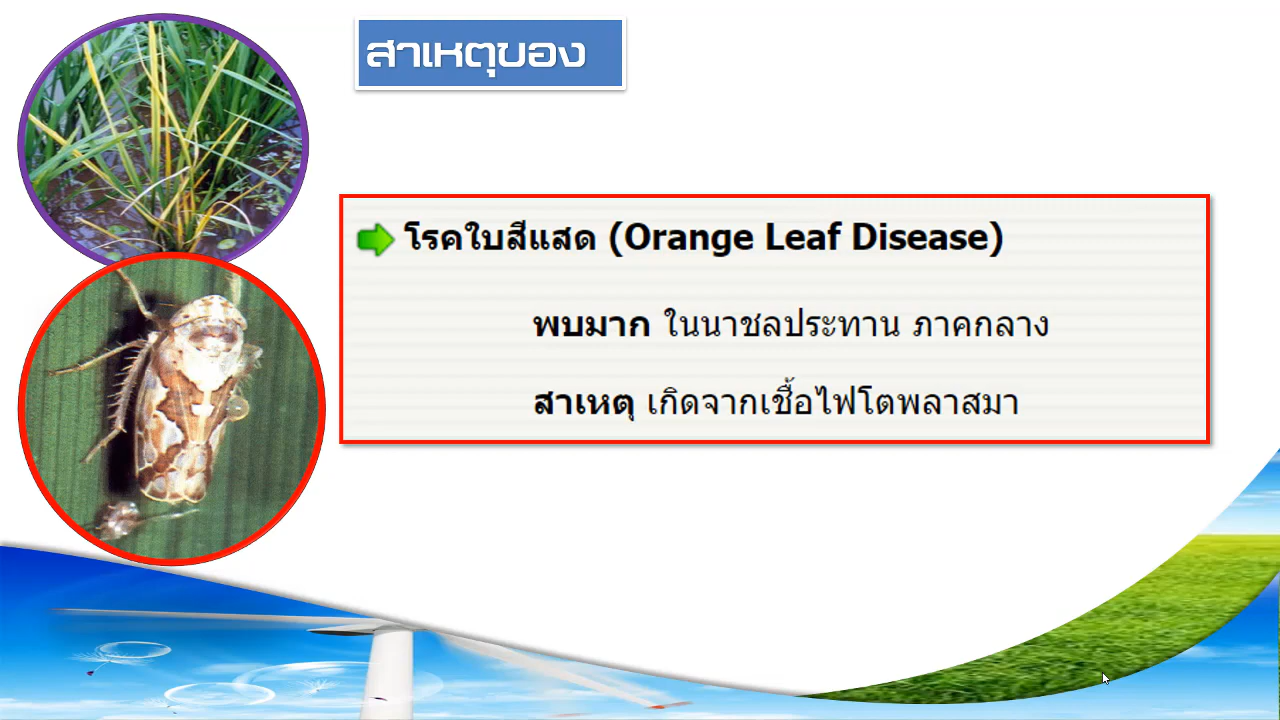 สาเหตุของ
โรคใบสีแสด (Orange Leaf Disease)
พบมาก ในนาชลประทาน ภาคกลาง
สาเหตุ เกิดจากเชื้อไฟโตพลาสมา